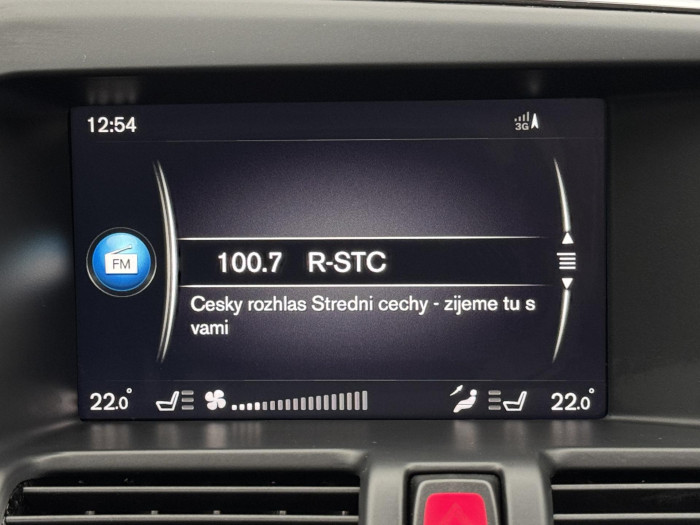 12:54
3G
FM
100.7 R-STC
Cesky rozhlas Stredni cechy - zijeme tu s
vami
22.0° 22.0°